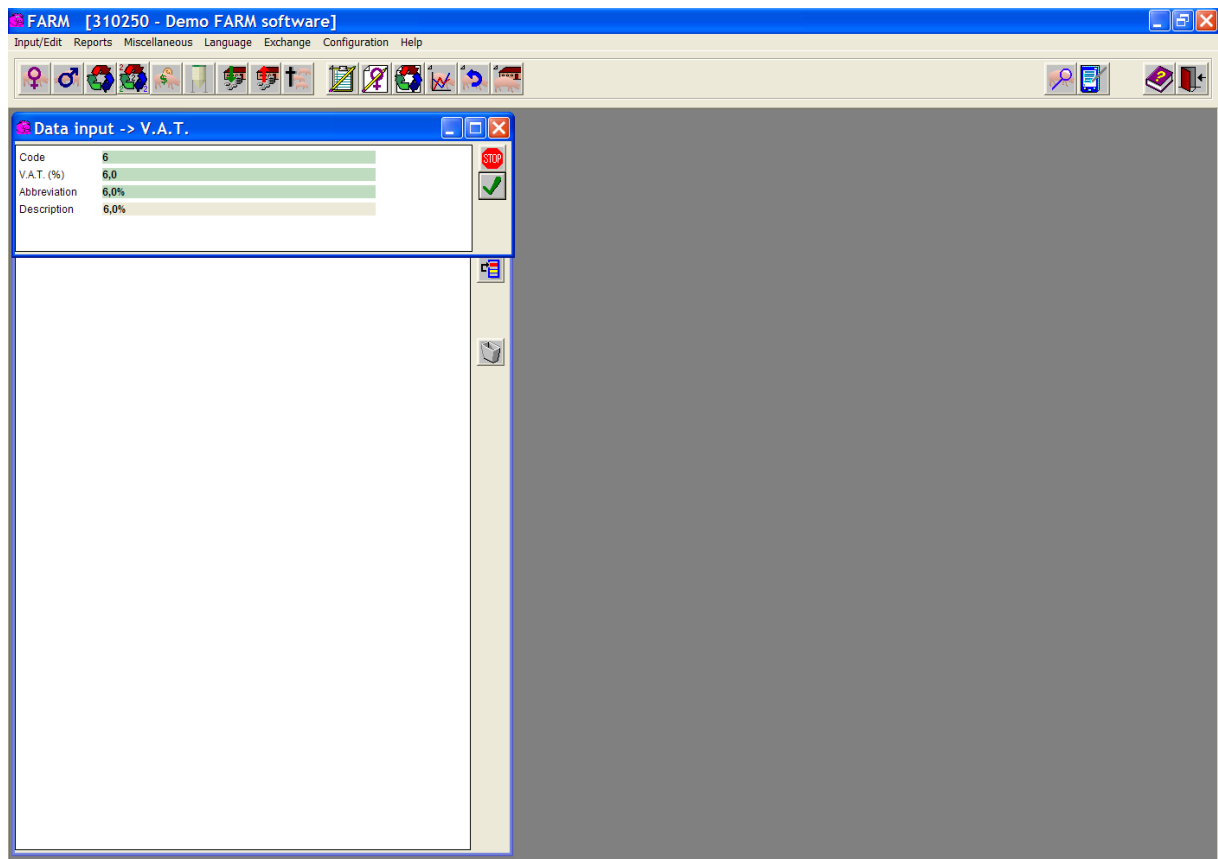 FARM [310250 - Demo FARM software]
Input/Edit Reports Miscellaneous Language Exchange Configuration Help
Data input -> V.A.T.
Code 6
STOP
V.A.T. (%) 6,0
Abbreviation 6,0%
Description 6,0%